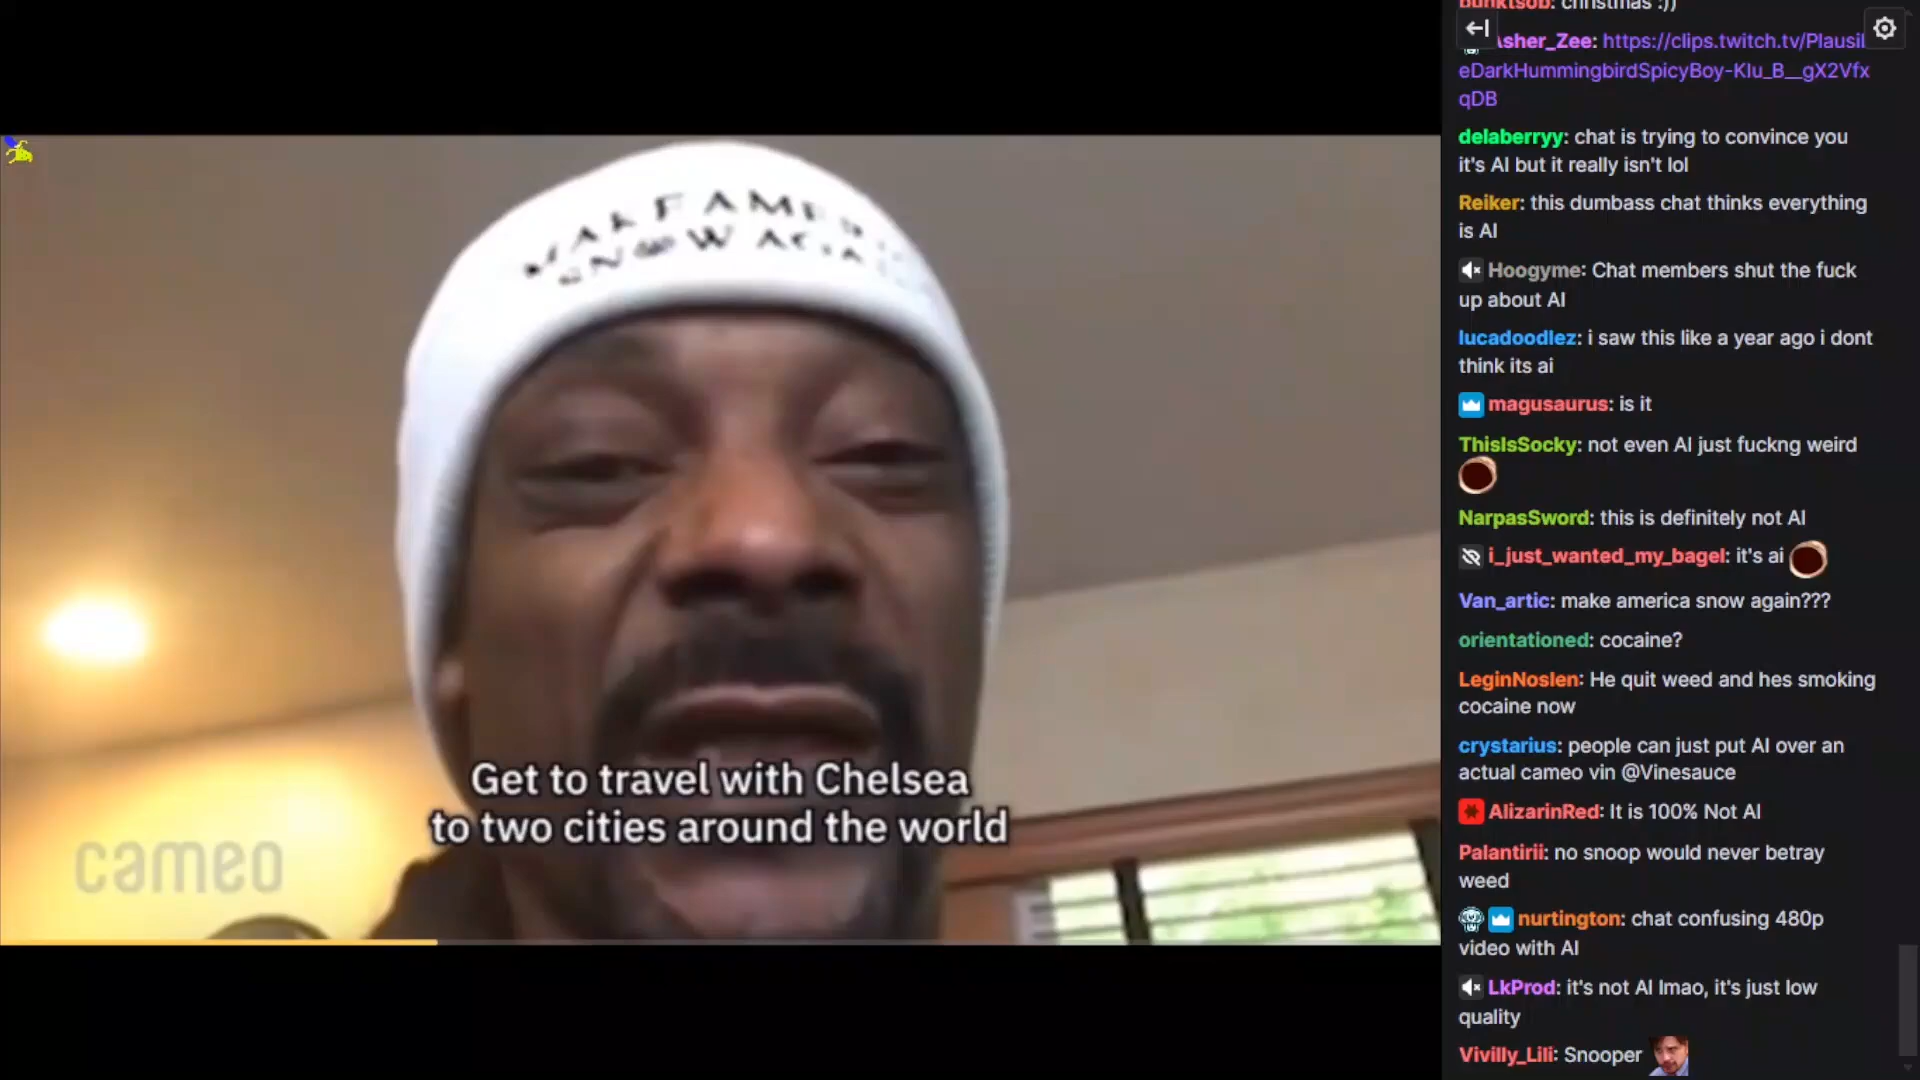 MAKE AMERI
SNOW AGAI
Get to travel with Chelsea
to two cities around the world
cameo
bunktsob: christmas :))
Asher_Zee: https://clips.twitch.tv/Plausibl
eDarkHummingbirdSpicyBoy-Klu_B__gX2Vfx
qDB
delaberryy: chat is trying to convince you
it's AI but it really isn't lol
Reiker: this dumbass chat thinks everything
is AI
Hoogyme: Chat members shut the fuck
up about AI
lucadoodlez: i saw this like a year ago i dont
think its ai
magusaurus: is it
ThisIsSocky: not even AI just fuckng weird
NarpasSword: this is definitely not AI
i_just_wanted_my_bagel: it's ai
Van_artic: make america snow again???
orientationed: cocaine?
LeginNoslen: He quit weed and hes smoking
cocaine now
crystarius: people can just put AI over an
actual cameo vin @Vinesauce
AlizarinRed: It is 100% Not AI
Palantirii: no snoop would never betray
weed
nurtington: chat confusing 480p
video with AI
LkProd: it's not AI lmao, it's just low
quality
Vivilly_Lili: Snooper